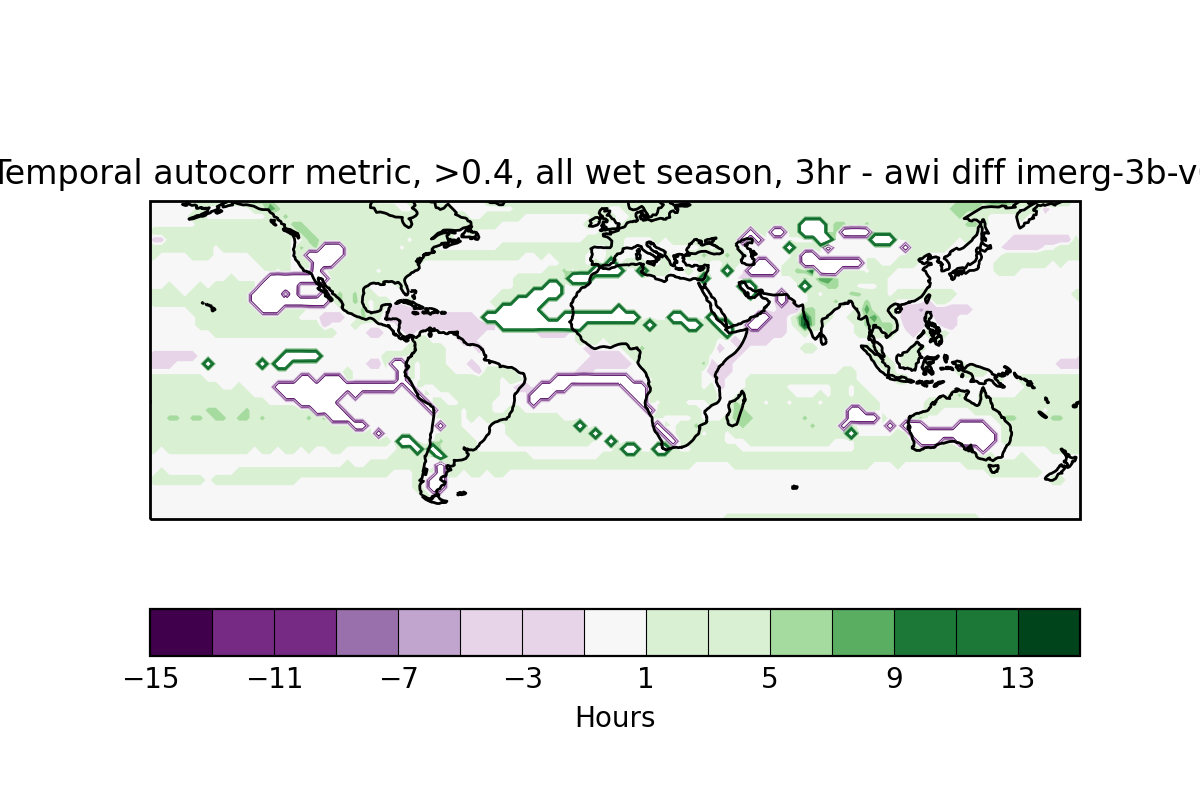 Temporal autocorr metric, >0.4, all wet season, 3hr - awi diff imerg-3b-v
−15 −11 −7 −3 1 5 9 13
Hours